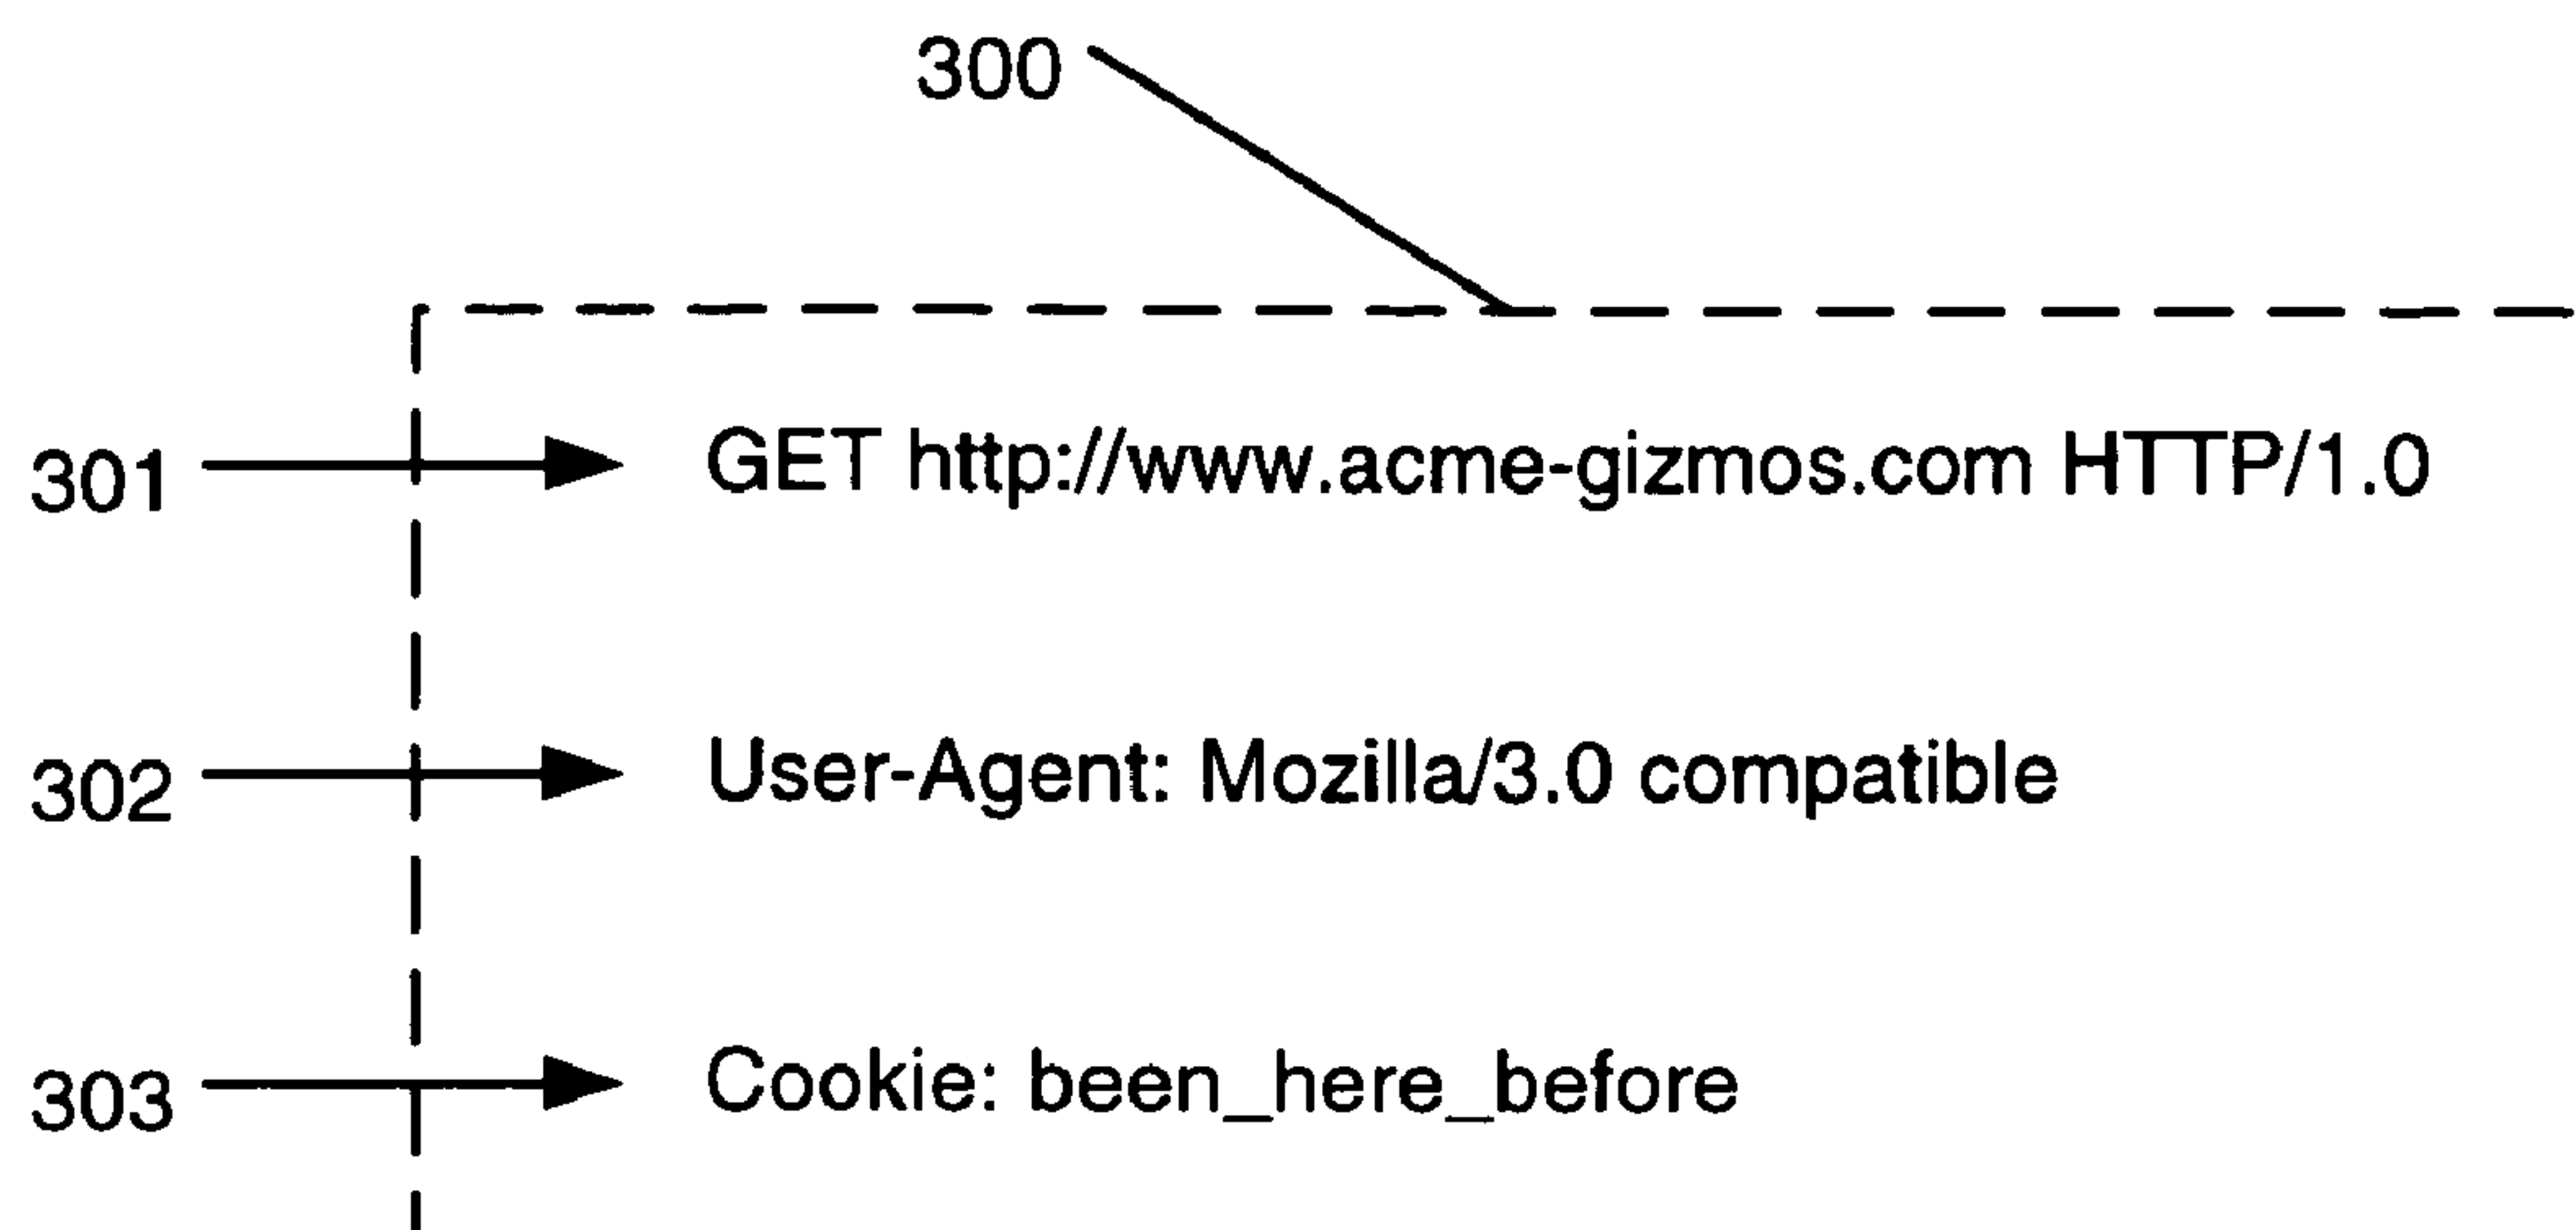 300
301 GET http://www.acme-gizmos.com HTTP/1.0
302 User-Agent: Mozilla/3.0 compatible
303 Cookie: been_here_before